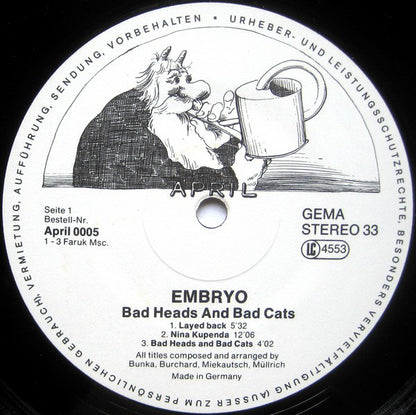 GEBRAUCH), VERMIETUNG, AUFFÜHRUNG, SENDUNG, VORBEHALTEN • URHEBER- UND LEISTUNGSSCHUTZRECHTE, BESONDERS VERVIELFÄLTIGUNG (AUSSER ZUM PERSÖNLICHEN
APRIL
Seite 1
Bestell-Nr.
April 0005
1 - 3 Faruk Msc.
GEMA
STEREO 33
LC 4553
EMBRYO
Bad Heads And Bad Cats
1. Layed back 5'32
2. Nina Kupenda 12'06
3. Bad Heads and Bad Cats 4'02
All titles composed and arranged by
Bunka, Burchard, Miekautsch, Müllrich
Made in Germany